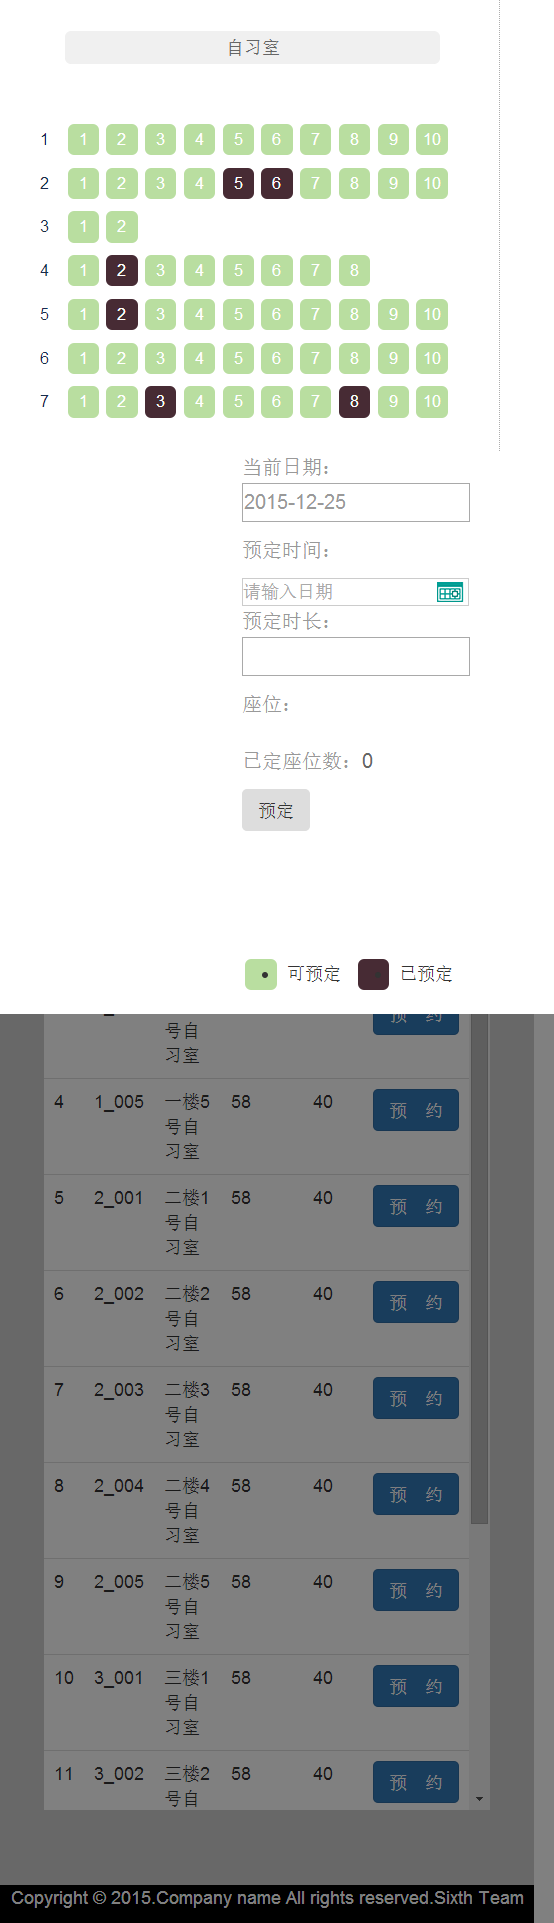 自习室
1 1 2 3 4 5 6 7 8 9 10
2 1 2 3 4 5 6 7 8 9 10
3 1 2
4 1 2 3 4 5 6 7 8
5 1 2 3 4 5 6 7 8 9 10
6 1 2 3 4 5 6 7 8 9 10
7 1 2 3 4 5 6 7 8 9 10
当前日期：
2015-12-25
预定时间：
请输入日期
预定时长：
座位：
已定座位数：0
预定
可预定 已预定
号自 预 约
习室
4 1_005 一楼5 58 40 预 约
号自
习室
5 2_001 二楼1 58 40 预 约
号自
习室
6 2_002 二楼2 58 40 预 约
号自
习室
7 2_003 二楼3 58 40 预 约
号自
习室
8 2_004 二楼4 58 40 预 约
号自
习室
9 2_005 二楼5 58 40 预 约
号自
习室
10 3_001 三楼1 58 40 预 约
号自
习室
11 3_002 三楼2 58 40 预 约
号自
Copyright © 2015.Company name All rights reserved.Sixth Team